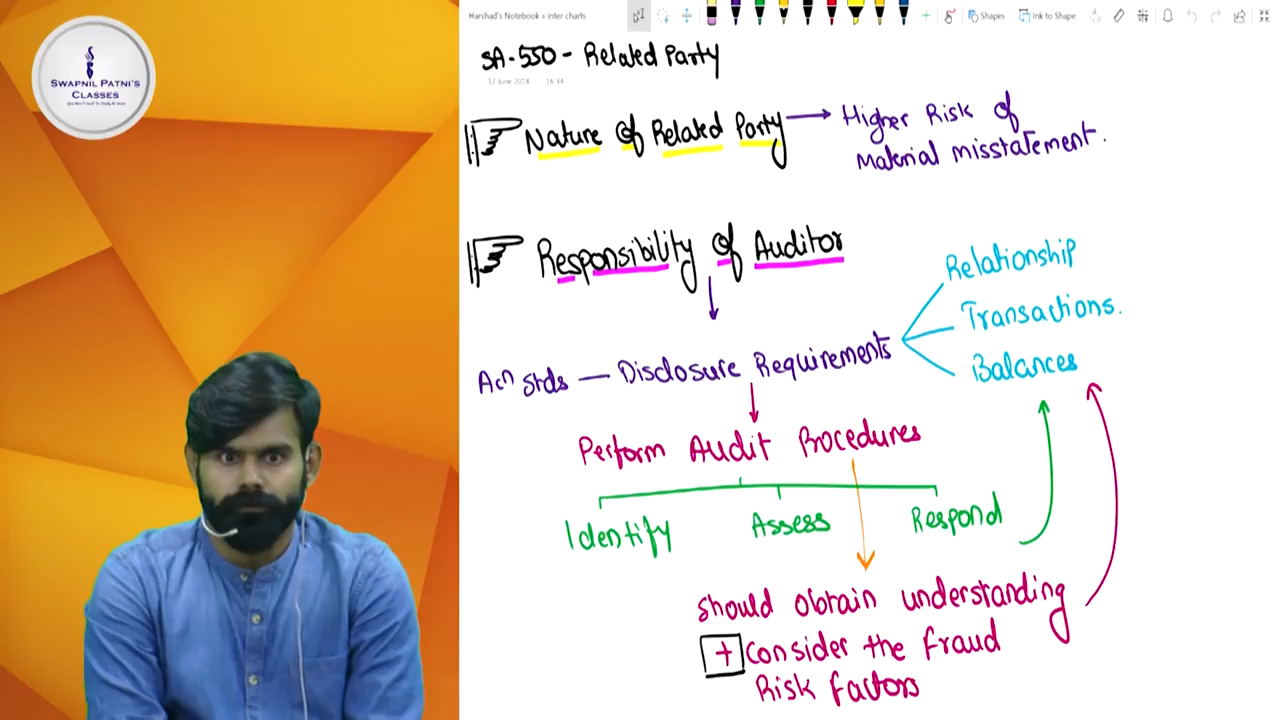 SWAPNIL PATNI'S
CLASSES
Harshad's Notebook » inter charts
Shapes
Ink to Shape
SA-550 - Related Party
17 June 2018 16:14
Nature of Related Party → Higher Risk of
Material misstatement.
Responsibility of Auditor
Acn Stds — Disclosure Requirements
Relationship
Transactions.
Balances
Perform Audit Procedures
Identify Assess Respond
Should obtain understanding
+ Consider the fraud
Risk factors